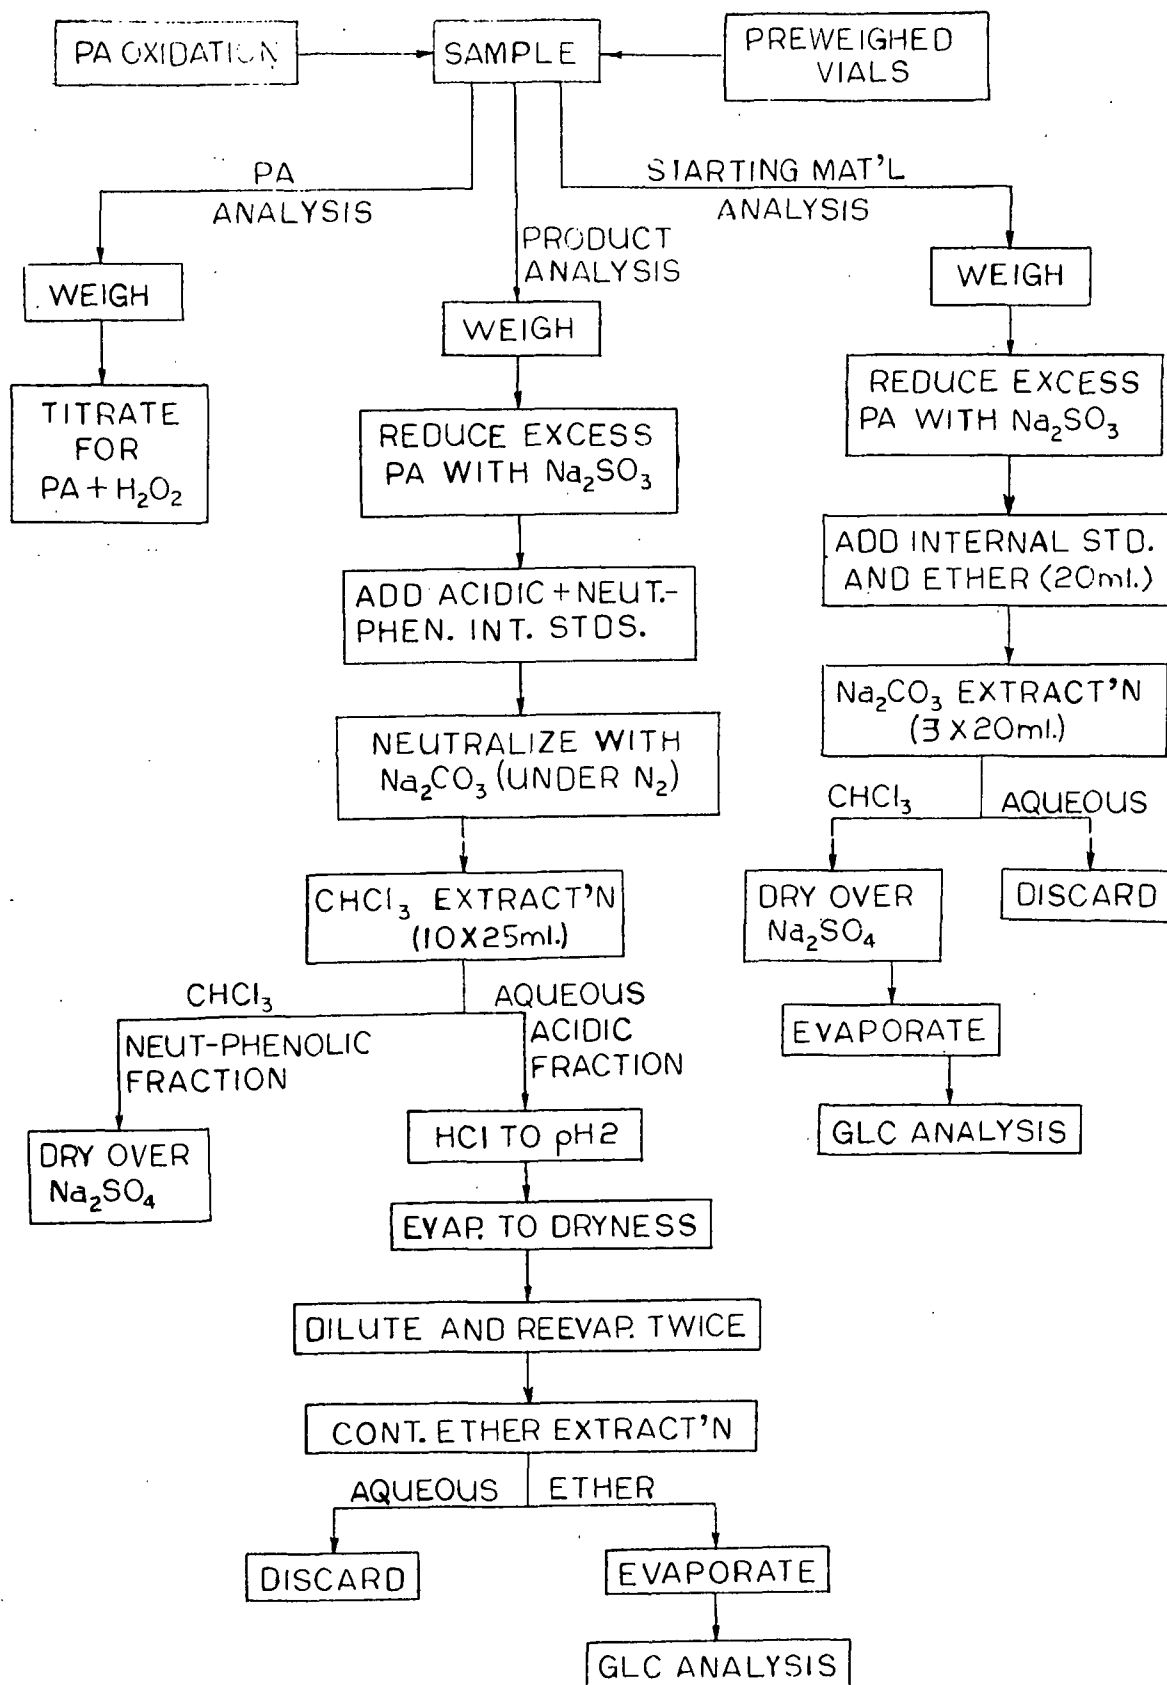 PA OXIDATION
SAMPLE
PREWEIGHED
VIALS
PA
ANALYSIS
PRODUCT
ANALYSIS
STARTING MAT'L
ANALYSIS
WEIGH
TITRATE
FOR
PA + H₂O₂
WEIGH
REDUCE EXCESS
PA WITH Na₂SO₃
ADD ACIDIC + NEUT.-
PHEN. INT. STDS.
NEUTRALIZE WITH
Na₂CO₃ (UNDER N₂)
CHCl₃ EXTRACT'N
(10X25ml.)
CHCl₃
NEUT-PHENOLIC
FRACTION
AQUEOUS
ACIDIC
FRACTION
DRY OVER
Na₂SO₄
HCl TO pH2
EVAP. TO DRYNESS
DILUTE AND REEVAP. TWICE
CONT. ETHER EXTRACT'N
AQUEOUS
ETHER
DISCARD
EVAPORATE
GLC ANALYSIS
WEIGH
REDUCE EXCESS
PA WITH Na₂SO₃
ADD INTERNAL STD.
AND ETHER (20ml.)
Na₂CO₃ EXTRACT'N
(3 X 20ml.)
CHCl₃
AQUEOUS
DRY OVER
Na₂SO₄
DISCARD
EVAPORATE
GLC ANALYSIS